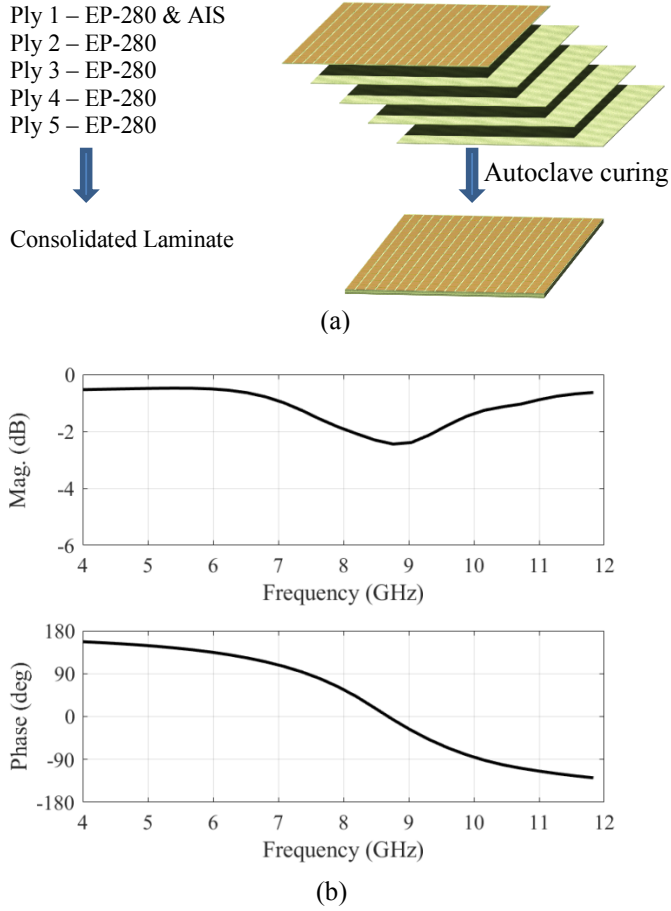 Ply 1 – EP-280 & AIS
Ply 2 – EP-280
Ply 3 – EP-280
Ply 4 – EP-280
Ply 5 – EP-280
Autoclave curing
Consolidated Laminate
(a)
0
-2
-4
-6
Mag. (dB)
4 5 6 7 8 9 10 11 12
Frequency (GHz)
180
90
0
-90
-180
Phase (deg)
4 5 6 7 8 9 10 11 12
Frequency (GHz)
(b)